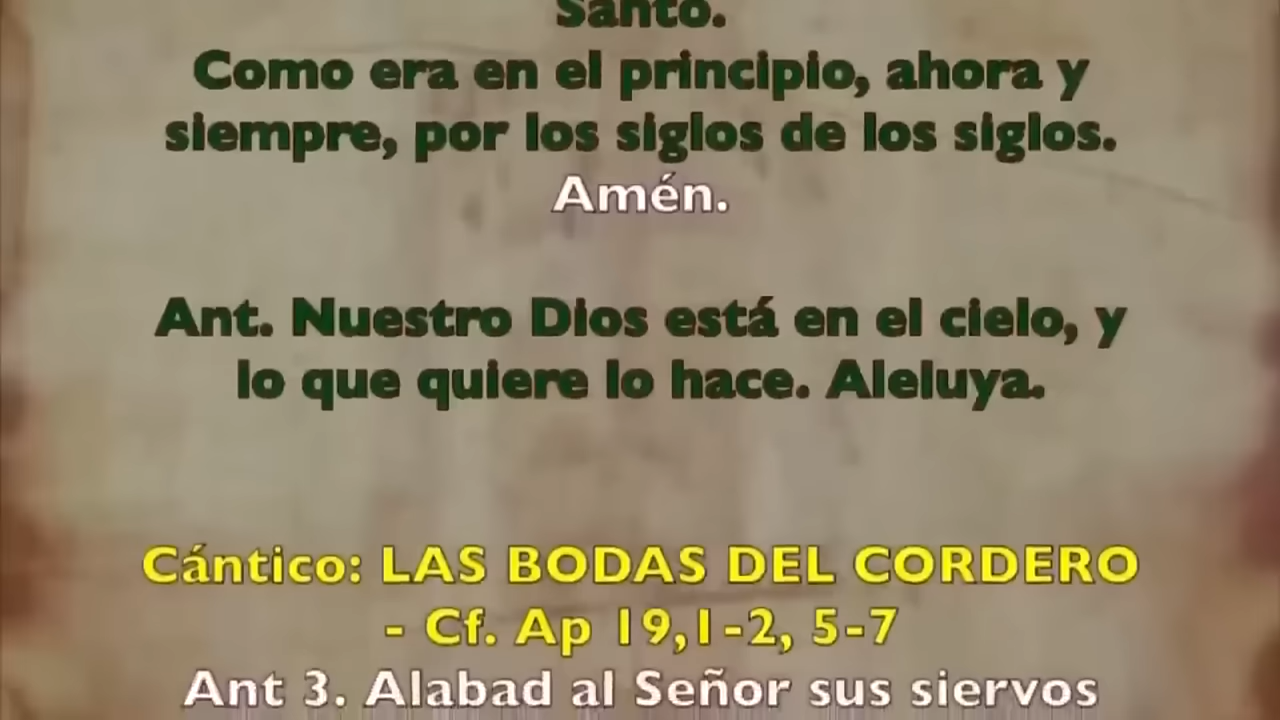 Santo.
Como era en el principio, ahora y
siempre, por los siglos de los siglos.
Amén.
Ant. Nuestro Dios está en el cielo, y
lo que quiere lo hace. Aleluya.
Cántico: LAS BODAS DEL CORDERO
- Cf. Ap 19,1-2, 5-7
Ant 3. Alabad al Señor sus siervos